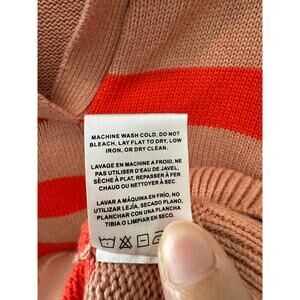 MACHINE WASH COLD, DO NOT
BLEACH, LAY FLAT TO DRY, LOW
IRON, OR DRY CLEAN.
LAVAGE EN MACHINE A FROID, NE
PAS UTILISER D'EAU DE JAVEL,
SÈCHE À PLAT, REPASSER À FER
CHAUD OU NETTOYER À SEC.
LAVAR A MÁQUINA EN FRÍO, NO
UTILIZAR LEJÍA, SECADO PLANO,
PLANCHAR CON UNA PLANCHA
TIBIA O LIMPIAR EN SECO.